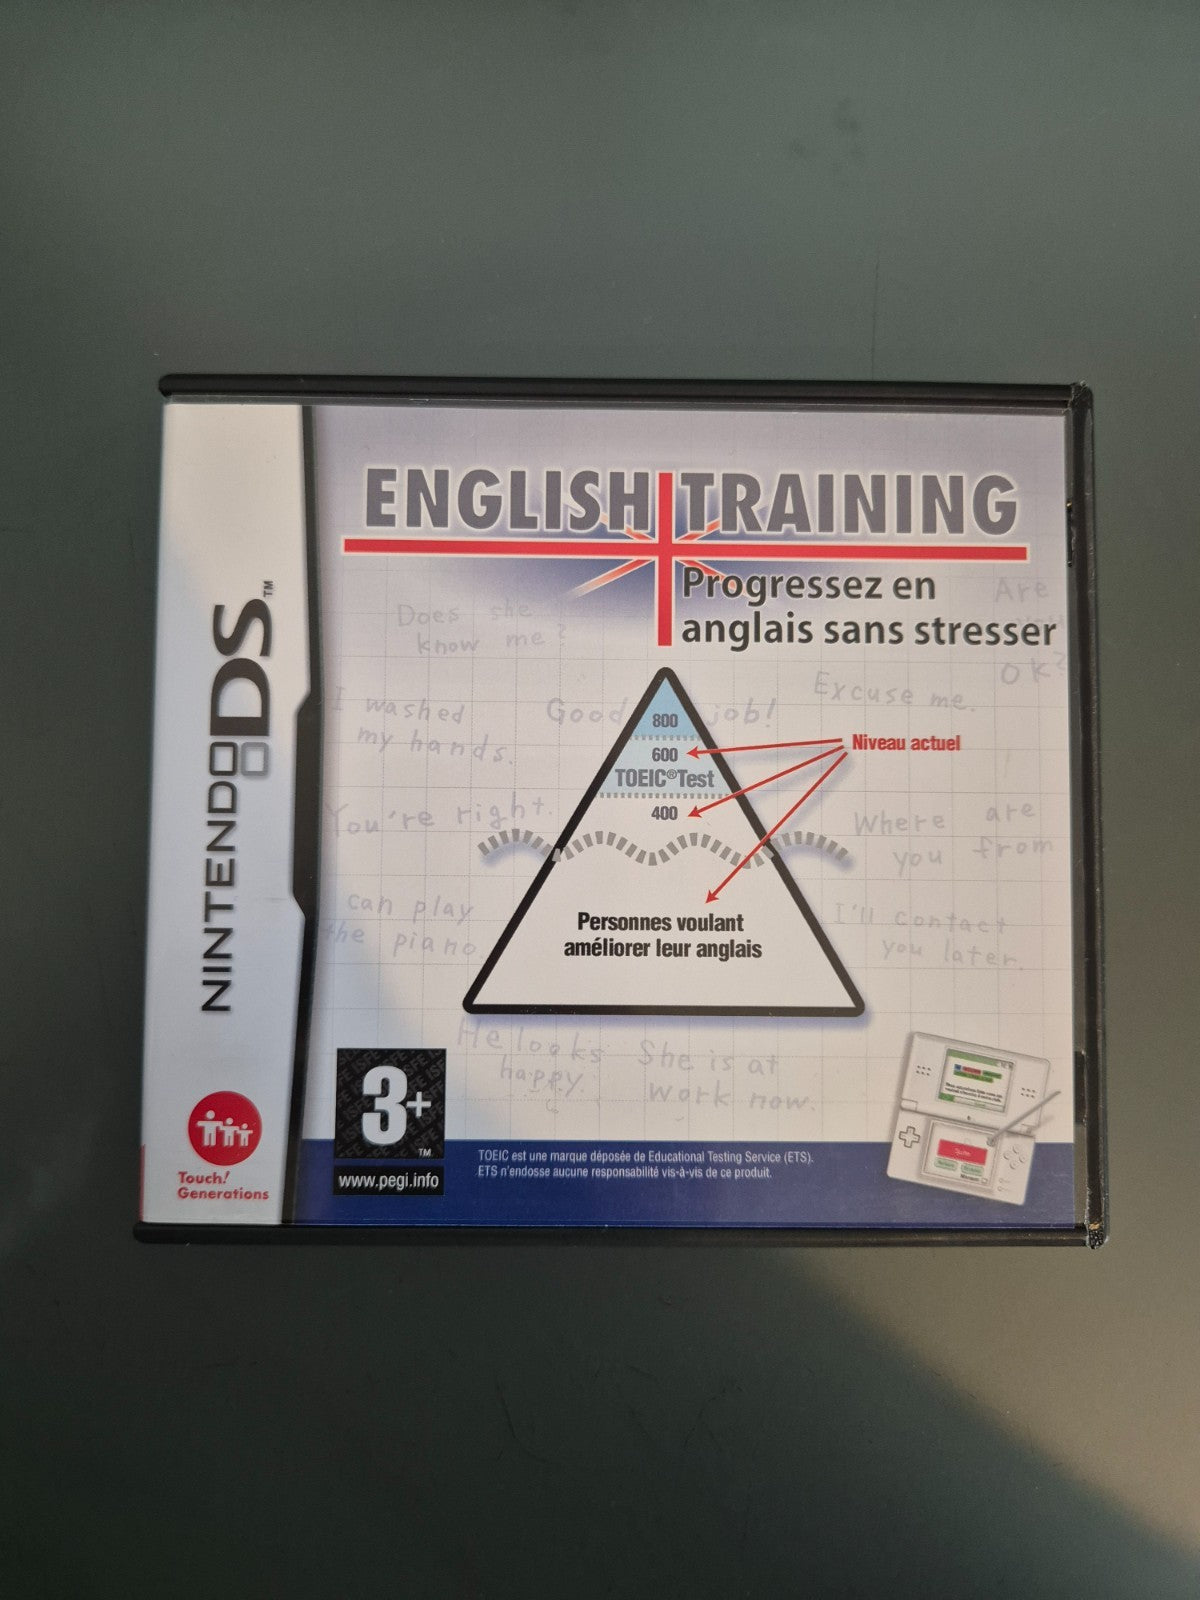 ENGLISH TRAINING
Progressez en
anglais sans stresser
Does she
know me?
Are
OK?
I washed
my hands.
Good job!
Excuse me.
800
600
TOEIC® Test
400
Niveau actuel
You're right.
Where are
you from
can play
the piano.
I'll contact
you later.
Personnes voulant
améliorer leur anglais
He looks
happy.
She is at
work now.
NINTENDO DS™
Touch!
Generations
3+
™
www.pegi.info
TOEIC est une marque déposée de Educational Testing Service (ETS).
ETS n'endosse aucune responsabilité vis-à-vis de ce produit.